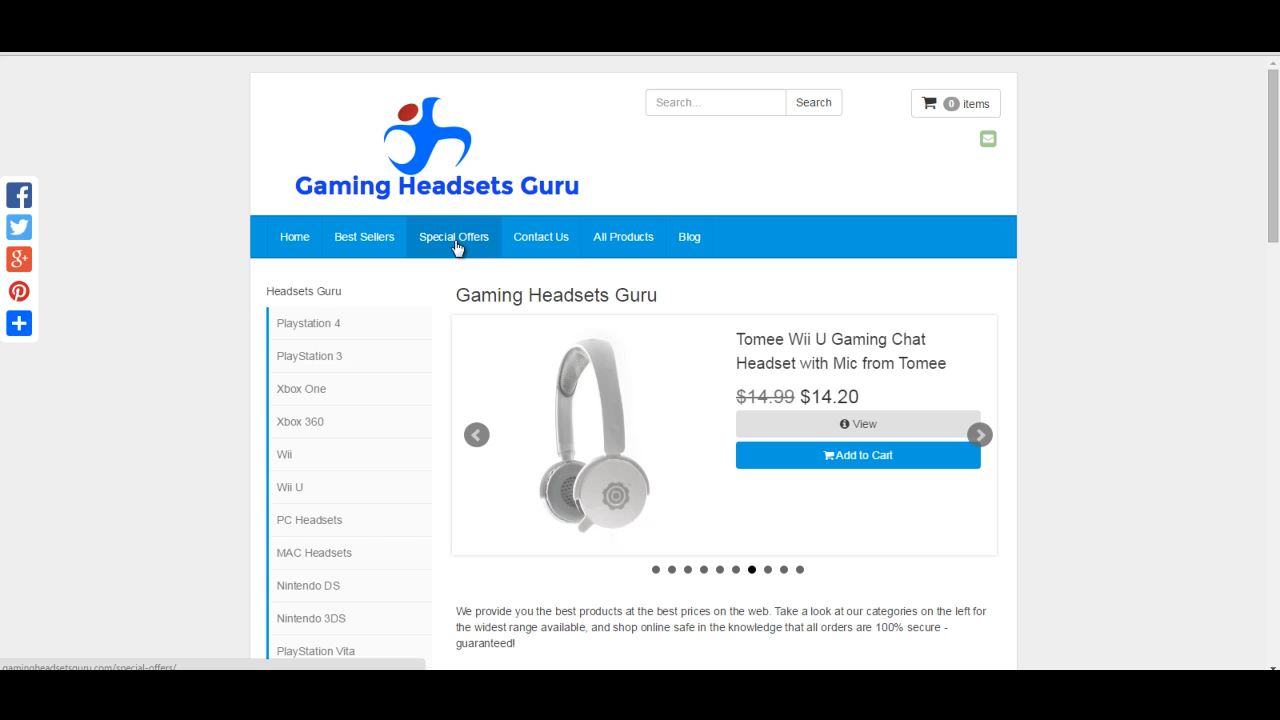 Search...
Search
0 items
Gaming Headsets Guru
Home
Best Sellers
Special Offers
Contact Us
All Products
Blog
Headsets Guru
Playstation 4
PlayStation 3
Xbox One
Xbox 360
Wii
Wii U
PC Headsets
MAC Headsets
Nintendo DS
Nintendo 3DS
PlayStation Vita
Gaming Headsets Guru
Tomee Wii U Gaming Chat
Headset with Mic from Tomee
$14.99 $14.20
View
Add to Cart
We provide you the best products at the best prices on the web. Take a look at our categories on the left for
the widest range available, and shop online safe in the knowledge that all orders are 100% secure -
guaranteed!
gamingheadsetsguru.com/special-offers/